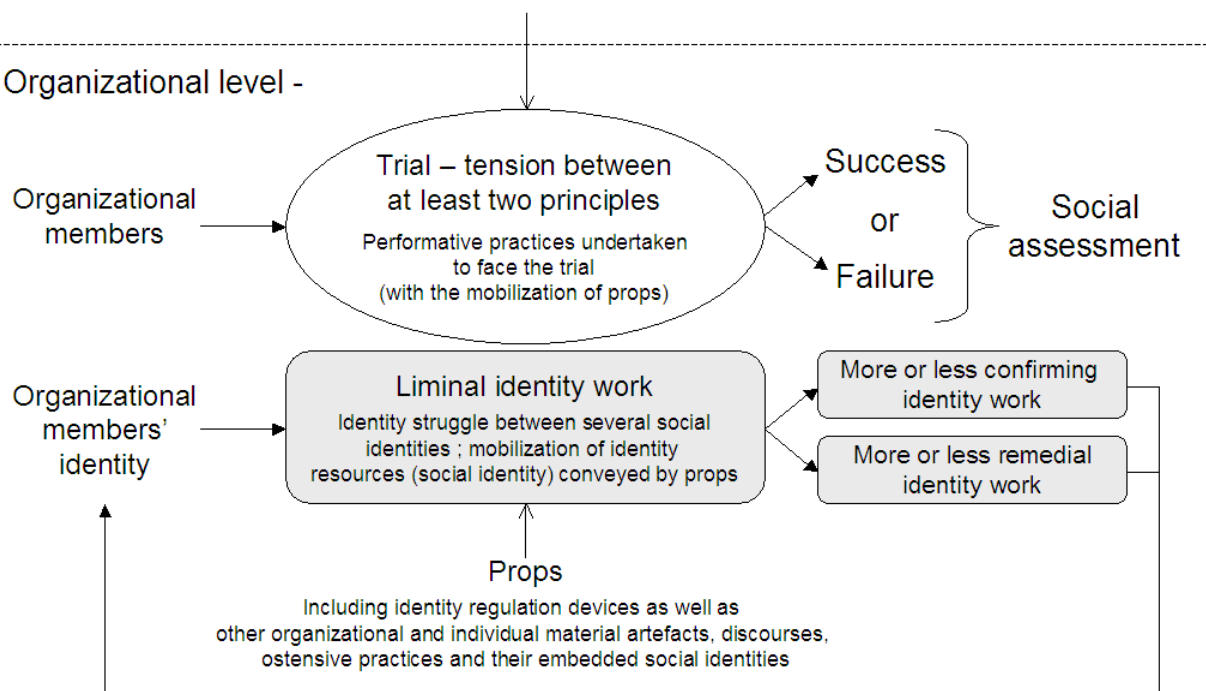 Organizational level -
Trial – tension between
at least two principles
Performative practices undertaken
to face the trial
(with the mobilization of props)
Organizational
members
Success
or
Failure
Social
assessment
Organizational
members’
identity
Liminal identity work
Identity struggle between several social
identities ; mobilization of identity
resources (social identity) conveyed by props
More or less confirming
identity work
More or less remedial
identity work
Props
Including identity regulation devices as well as
other organizational and individual material artefacts, discourses,
ostensive practices and their embedded social identities